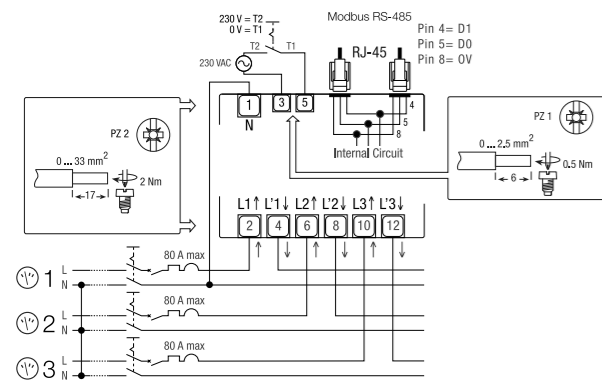 230 V = T2
0 V = T1
T2 T1
230 VAC
Modbus RS-485
RJ-45
Pin 4= D1
Pin 5= D0
Pin 8= 0V
1 3 5
N
4
5
8
Internal Circuit
PZ 2
0 ... 33 mm2
2 Nm
17
PZ 1
0 ... 2,5 mm2
0.5 Nm
6
L1↑ L'1↓ L2↑ L'2↓ L3↑ L'3↓
2 4 6 8 10 12
80 A max
1 L
N
80 A max
2 L
N
80 A max
3 L
N